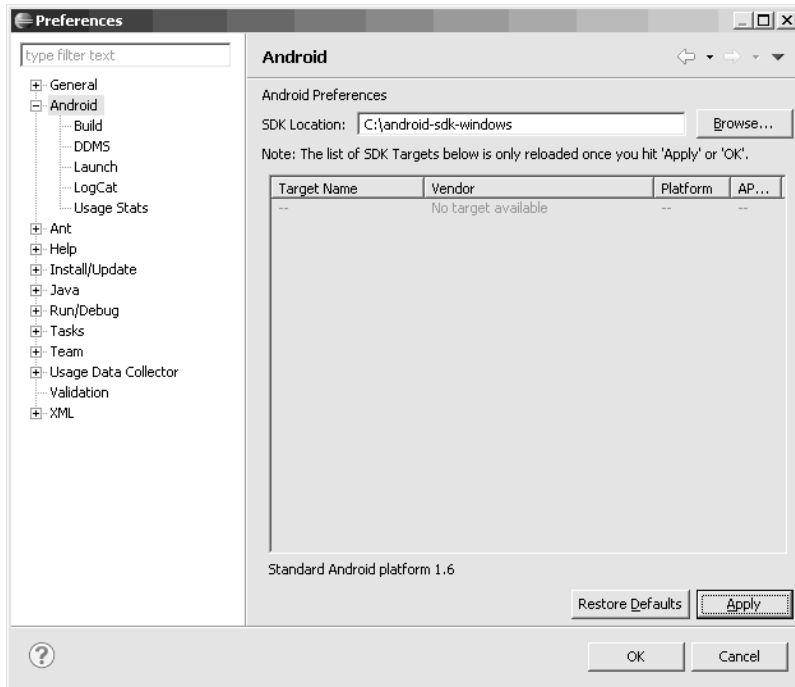 Preferences
type filter text
General
Android
Build
DDMS
Launch
LogCat
Usage Stats
Ant
Help
Install/Update
Java
Run/Debug
Tasks
Team
Usage Data Collector
Validation
XML
Android
Android Preferences
SDK Location: C:\android-sdk-windows Browse...
Note: The list of SDK Targets below is only reloaded once you hit 'Apply' or 'OK'.
Target Name Vendor Platform AP...
-- No target available -- --
Standard Android platform 1.6
Restore Defaults Apply
? OK Cancel